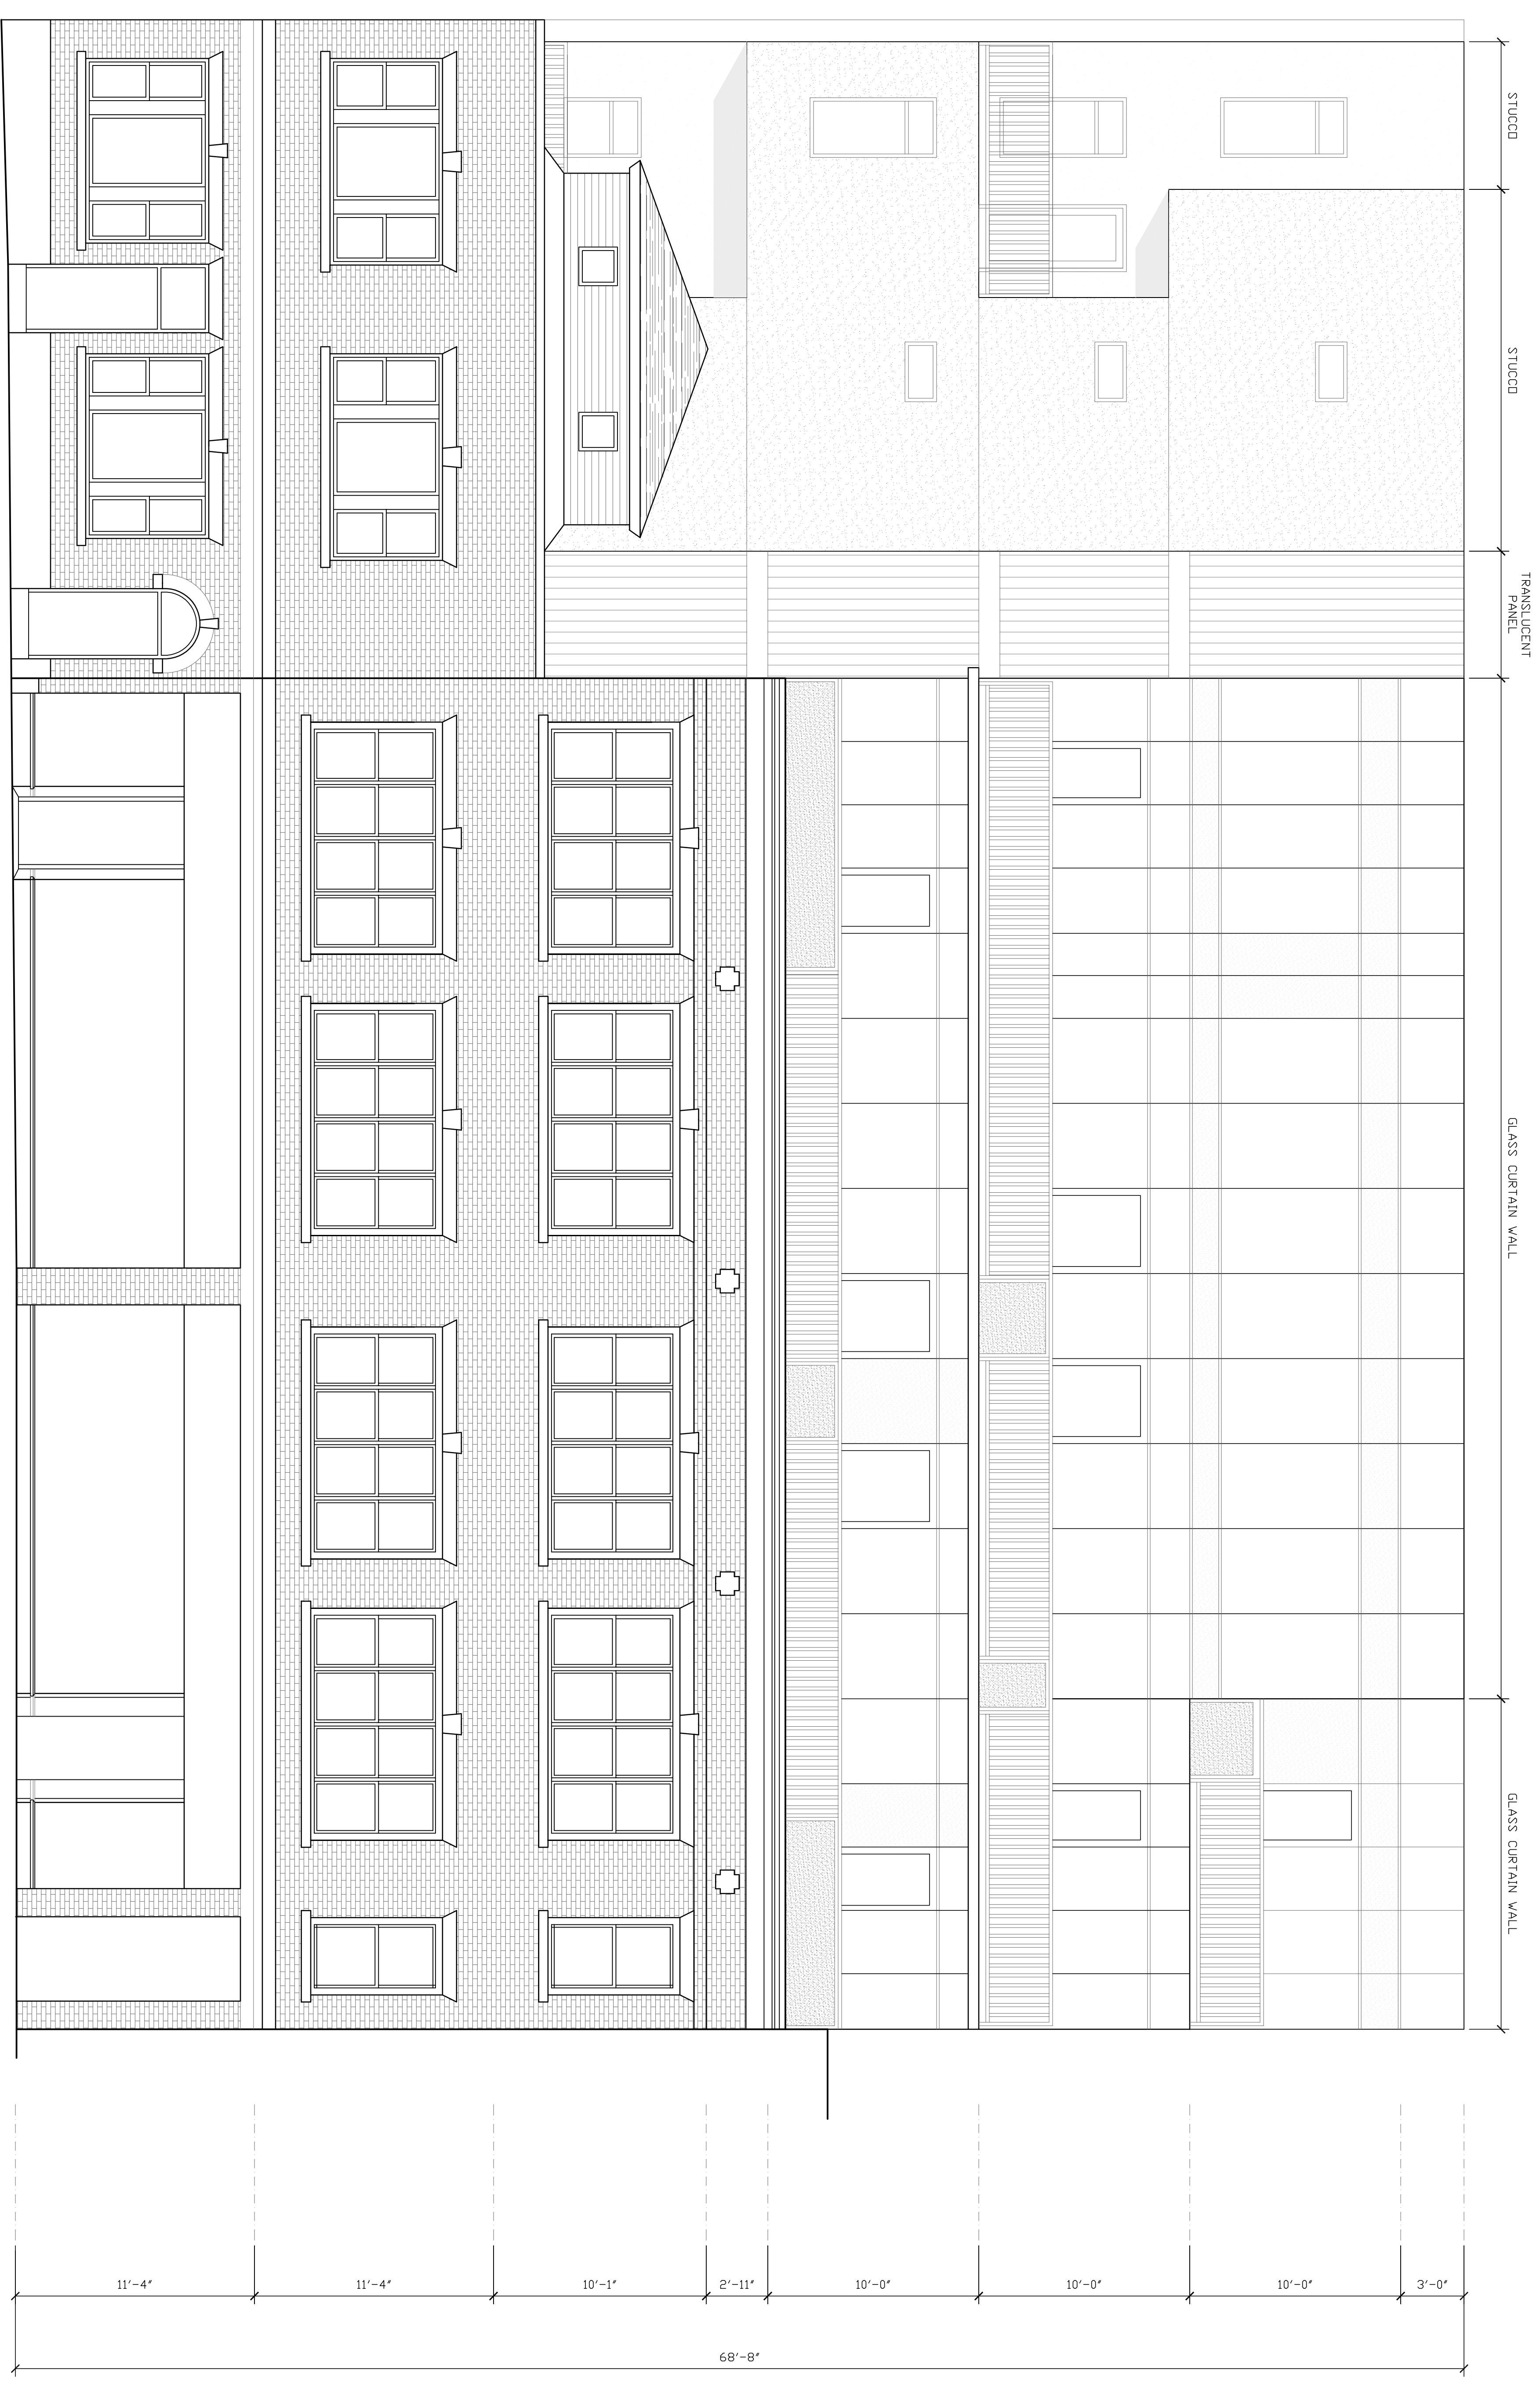 STUCCO
STUCCO
TRANSLUCENT
PANEL
GLASS CURTAIN WALL
GLASS CURTAIN WALL
11'-4"
11'-4"
10'-1"
2'-11"
10'-0"
10'-0"
10'-0"
3'-0"
68'-8"